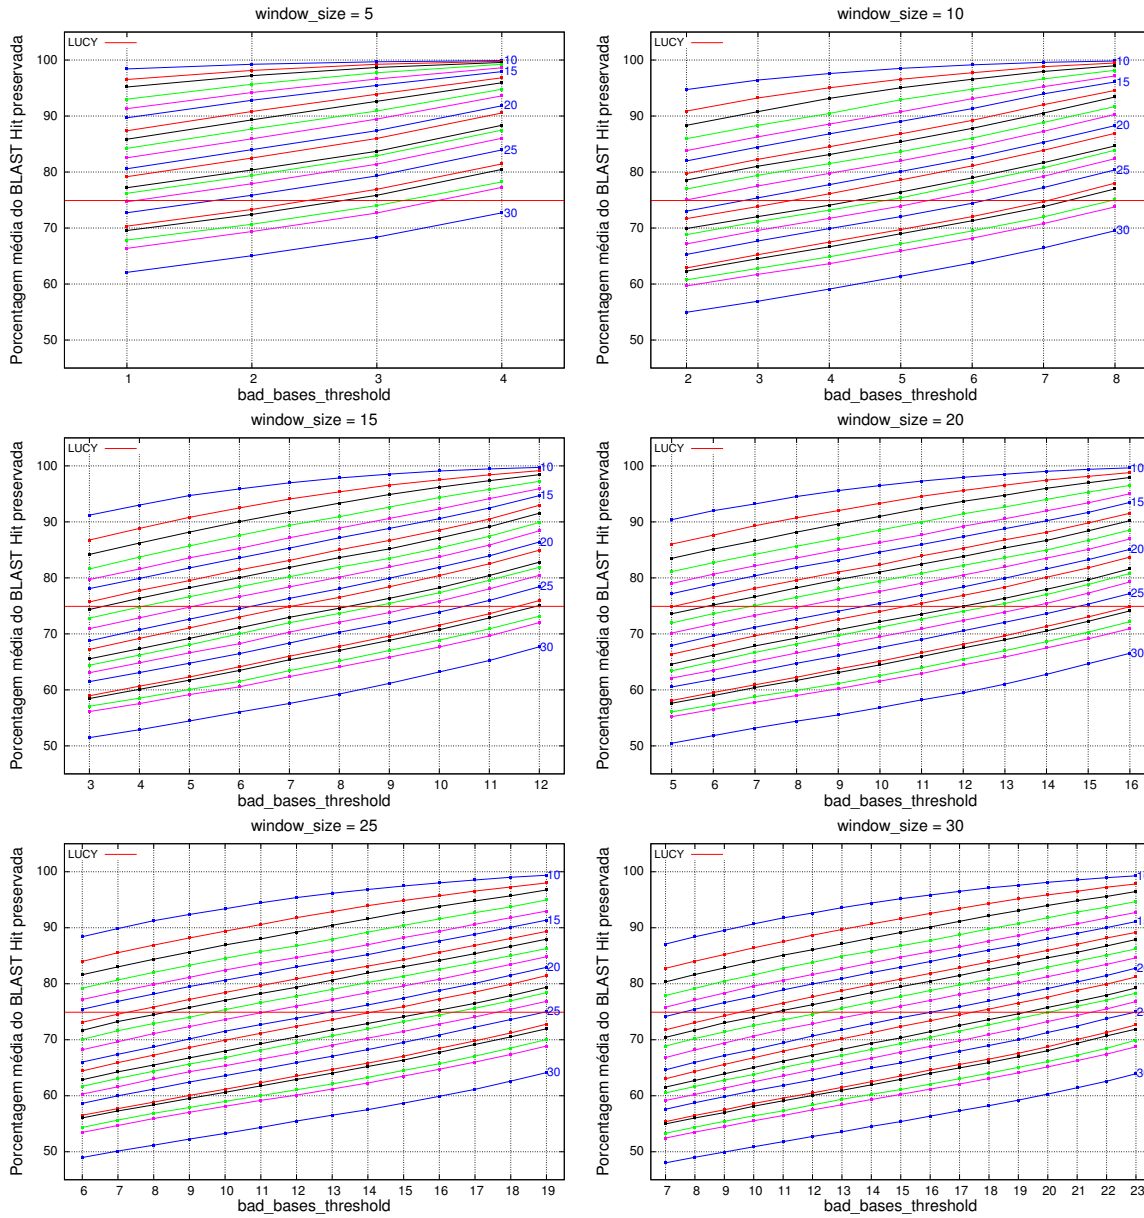 window_size = 5
LUCY
100
90
80
70
60
50
Porcentagem média do BLAST Hit preservada
10
15
20
25
30
1 2 3 4
bad_bases_threshold
window_size = 10
LUCY
100
90
80
70
60
50
Porcentagem média do BLAST Hit preservada
10
15
20
25
30
2 3 4 5 6 7 8
bad_bases_threshold
window_size = 15
LUCY
100
90
80
70
60
50
Porcentagem média do BLAST Hit preservada
10
15
20
25
30
3 4 5 6 7 8 9 10 11 12
bad_bases_threshold
window_size = 20
LUCY
100
90
80
70
60
50
Porcentagem média do BLAST Hit preservada
10
15
20
25
30
5 6 7 8 9 10 11 12 13 14 15 16
bad_bases_threshold
window_size = 25
LUCY
100
90
80
70
60
50
Porcentagem média do BLAST Hit preservada
10
15
20
25
30
6 7 8 9 10 11 12 13 14 15 16 17 18 19
bad_bases_threshold
window_size = 30
LUCY
100
90
80
70
60
50
Porcentagem média do BLAST Hit preservada
7 8 9 10 11 12 13 14 15 16 17 18 19 20 21 22 23
bad_bases_threshold